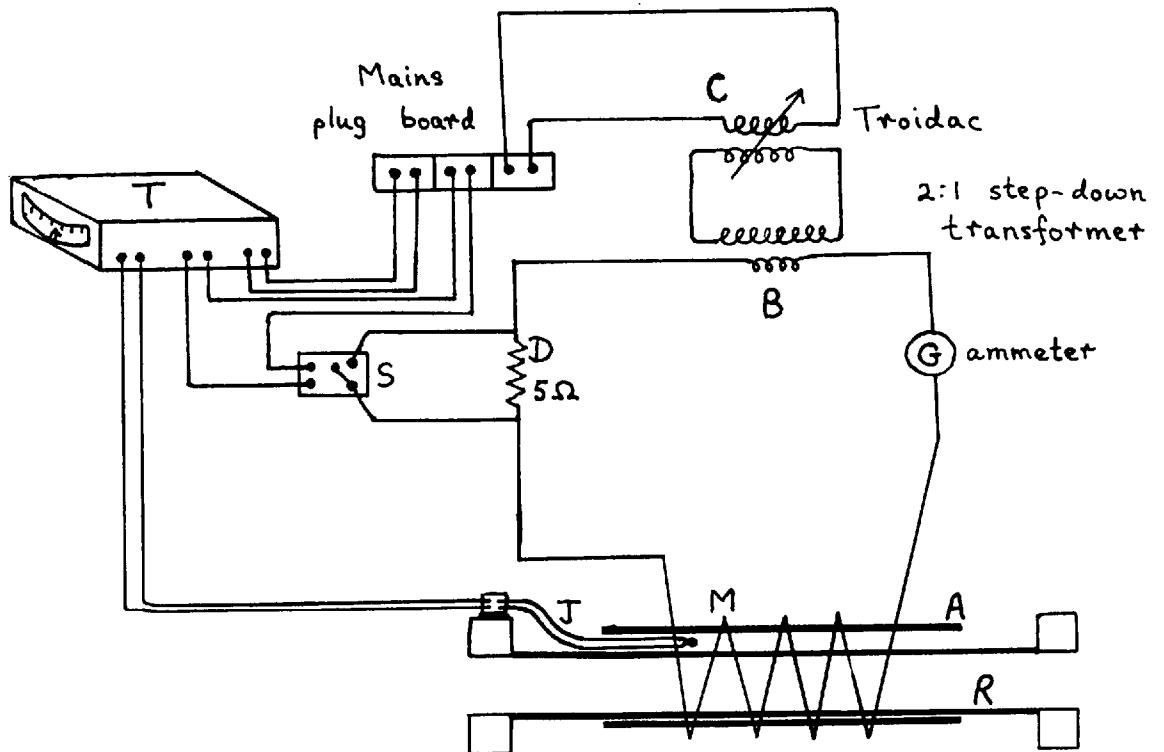 Mains
plug board
C
Troidac
T
2:1 step-down
transformer
B
D
5Ω
S
G ammeter
J
M
A
R